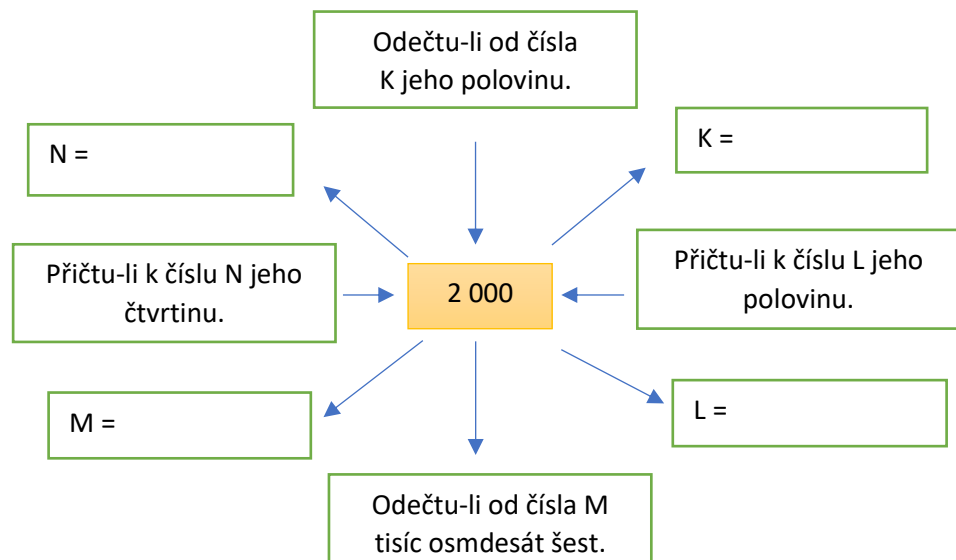 Odečtu-li od čísla
K jeho polovinu.
N =
K =
Přičtu-li k číslu N jeho
čtvrtinu.
2 000
Přičtu-li k číslu L jeho
polovinu.
M =
L =
Odečtu-li od čísla M
tisíc osmdesát šest.